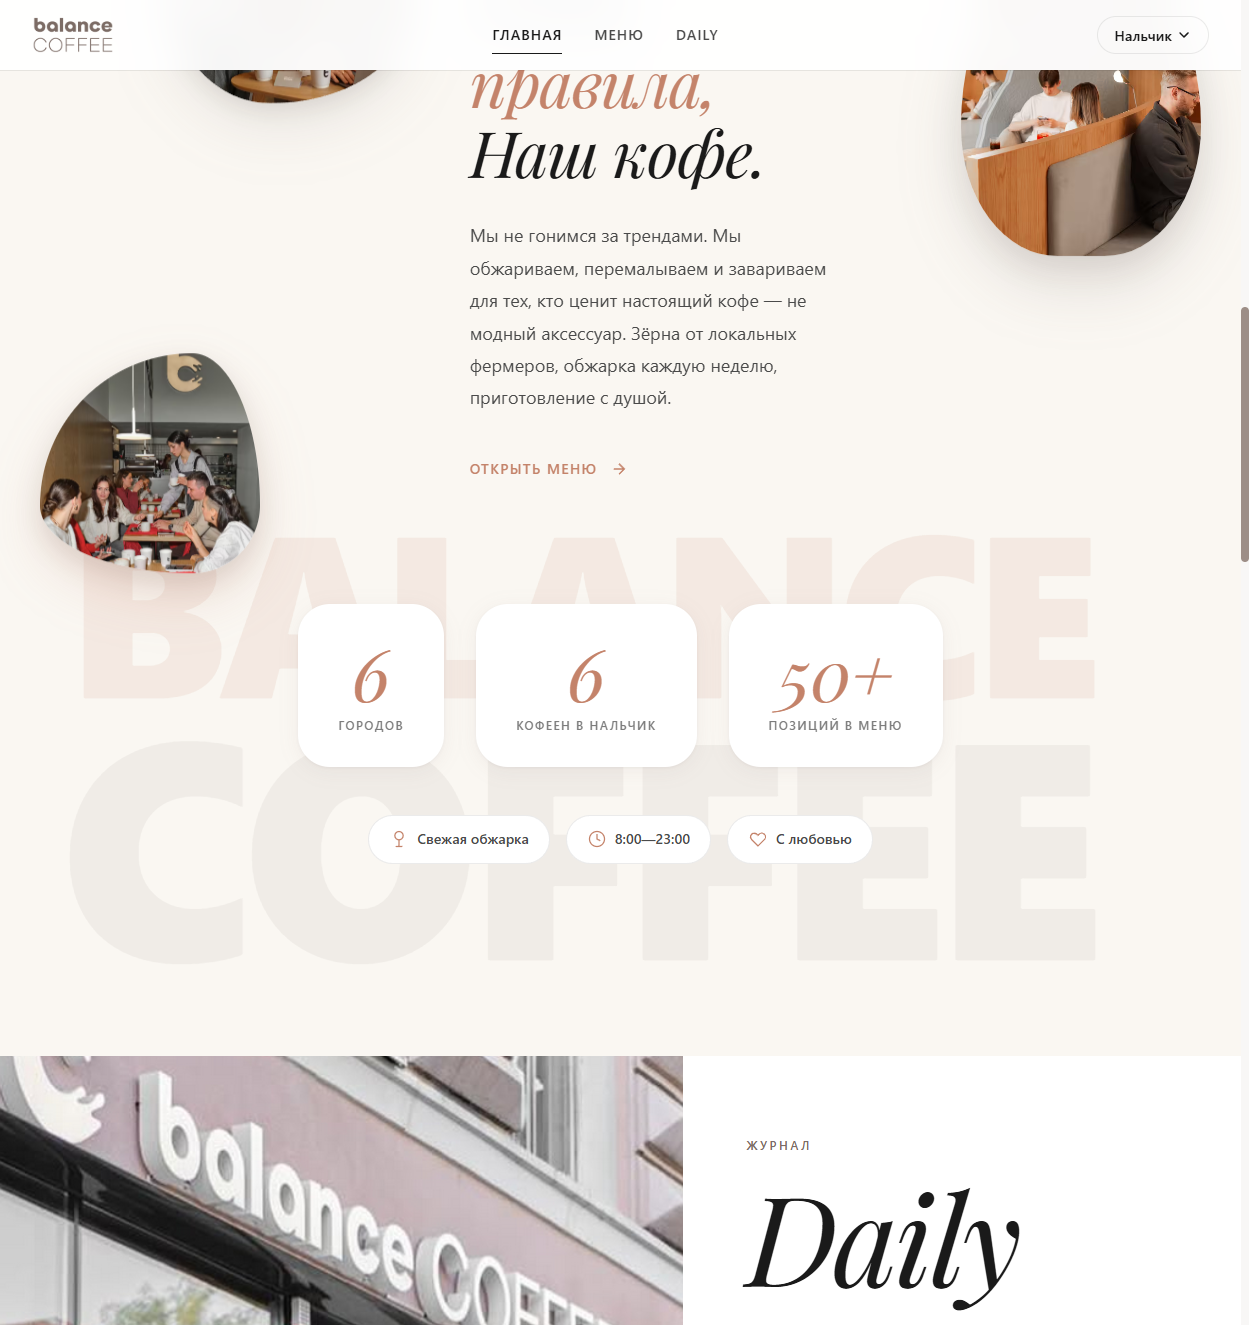 balance
COFFEE
ГЛАВНАЯ
МЕНЮ
DAILY
Нальчик
правила,
Наш кофе.
Мы не гонимся за трендами. Мы
обжариваем, перемалываем и завариваем
для тех, кто ценит настоящий кофе — не
модный аксессуар. Зёрна от локальных
фермеров, обжарка каждую неделю,
приготовление с душой.
ОТКРЫТЬ МЕНЮ
BALANCE
6
ГОРОДОВ
6
КОФЕЕН В НАЛЬЧИК
50+
ПОЗИЦИЙ В МЕНЮ
COFFEE
Свежая обжарка
8:00—23:00
С любовью
balance COFFE
ЖУРНАЛ
Daily